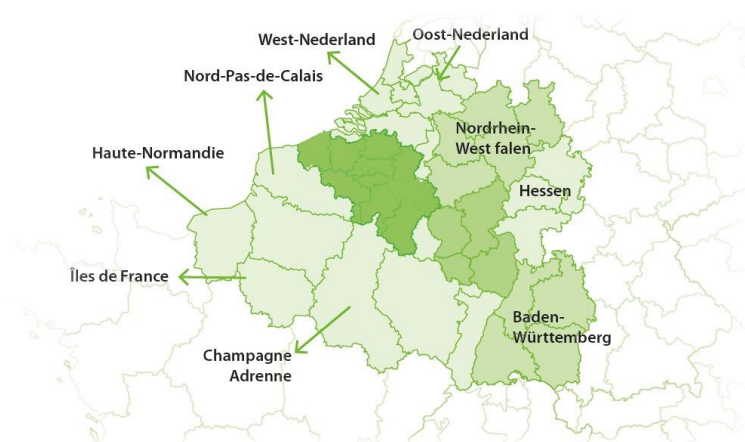 Oost-Nederland
West-Nederland
Nord-Pas-de-Calais
Nordrhein-
West falen
Haute-Normandie
Hessen
Îles de France
Baden-
Württemberg
Champagne
Adrenne